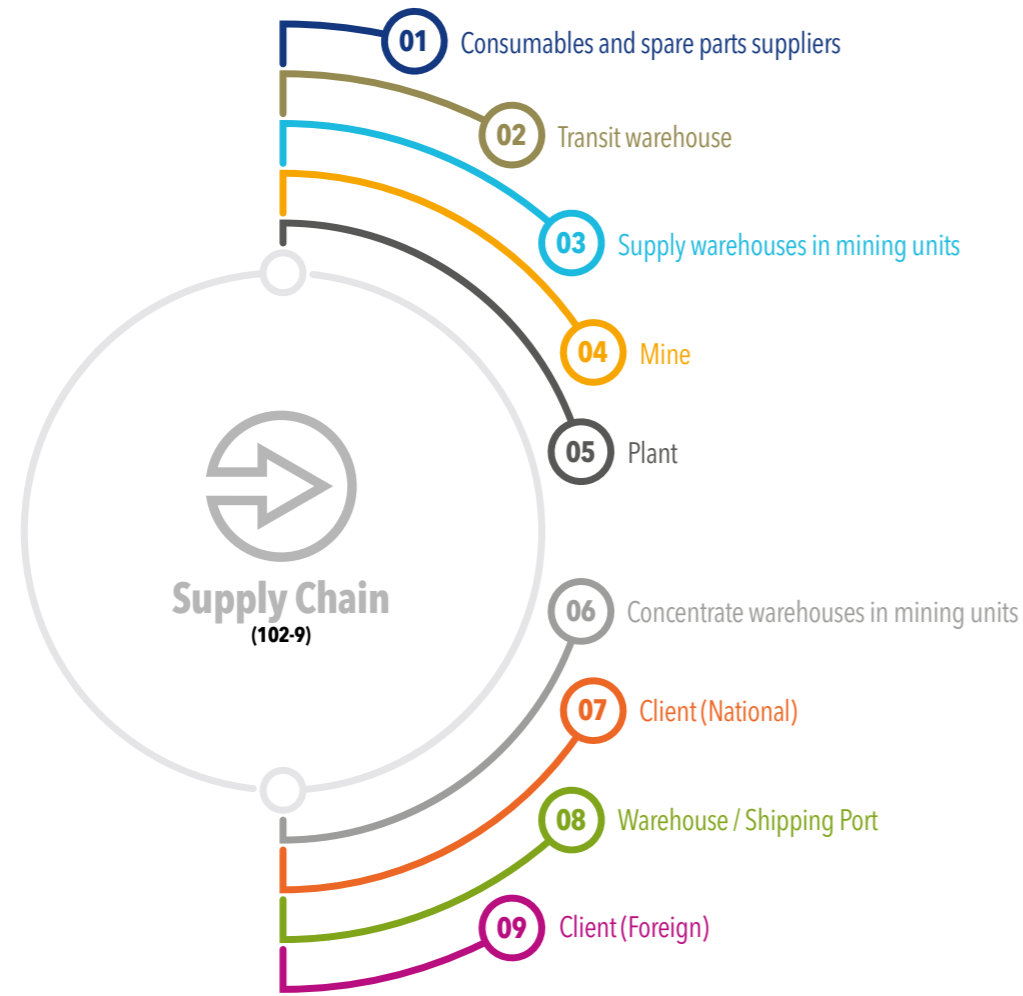 01 Consumables and spare parts suppliers
02 Transit warehouse
03 Supply warehouses in mining units
04 Mine
05 Plant
Supply Chain
(102-9)
06 Concentrate warehouses in mining units
07 Client (National)
08 Warehouse / Shipping Port
09 Client (Foreign)